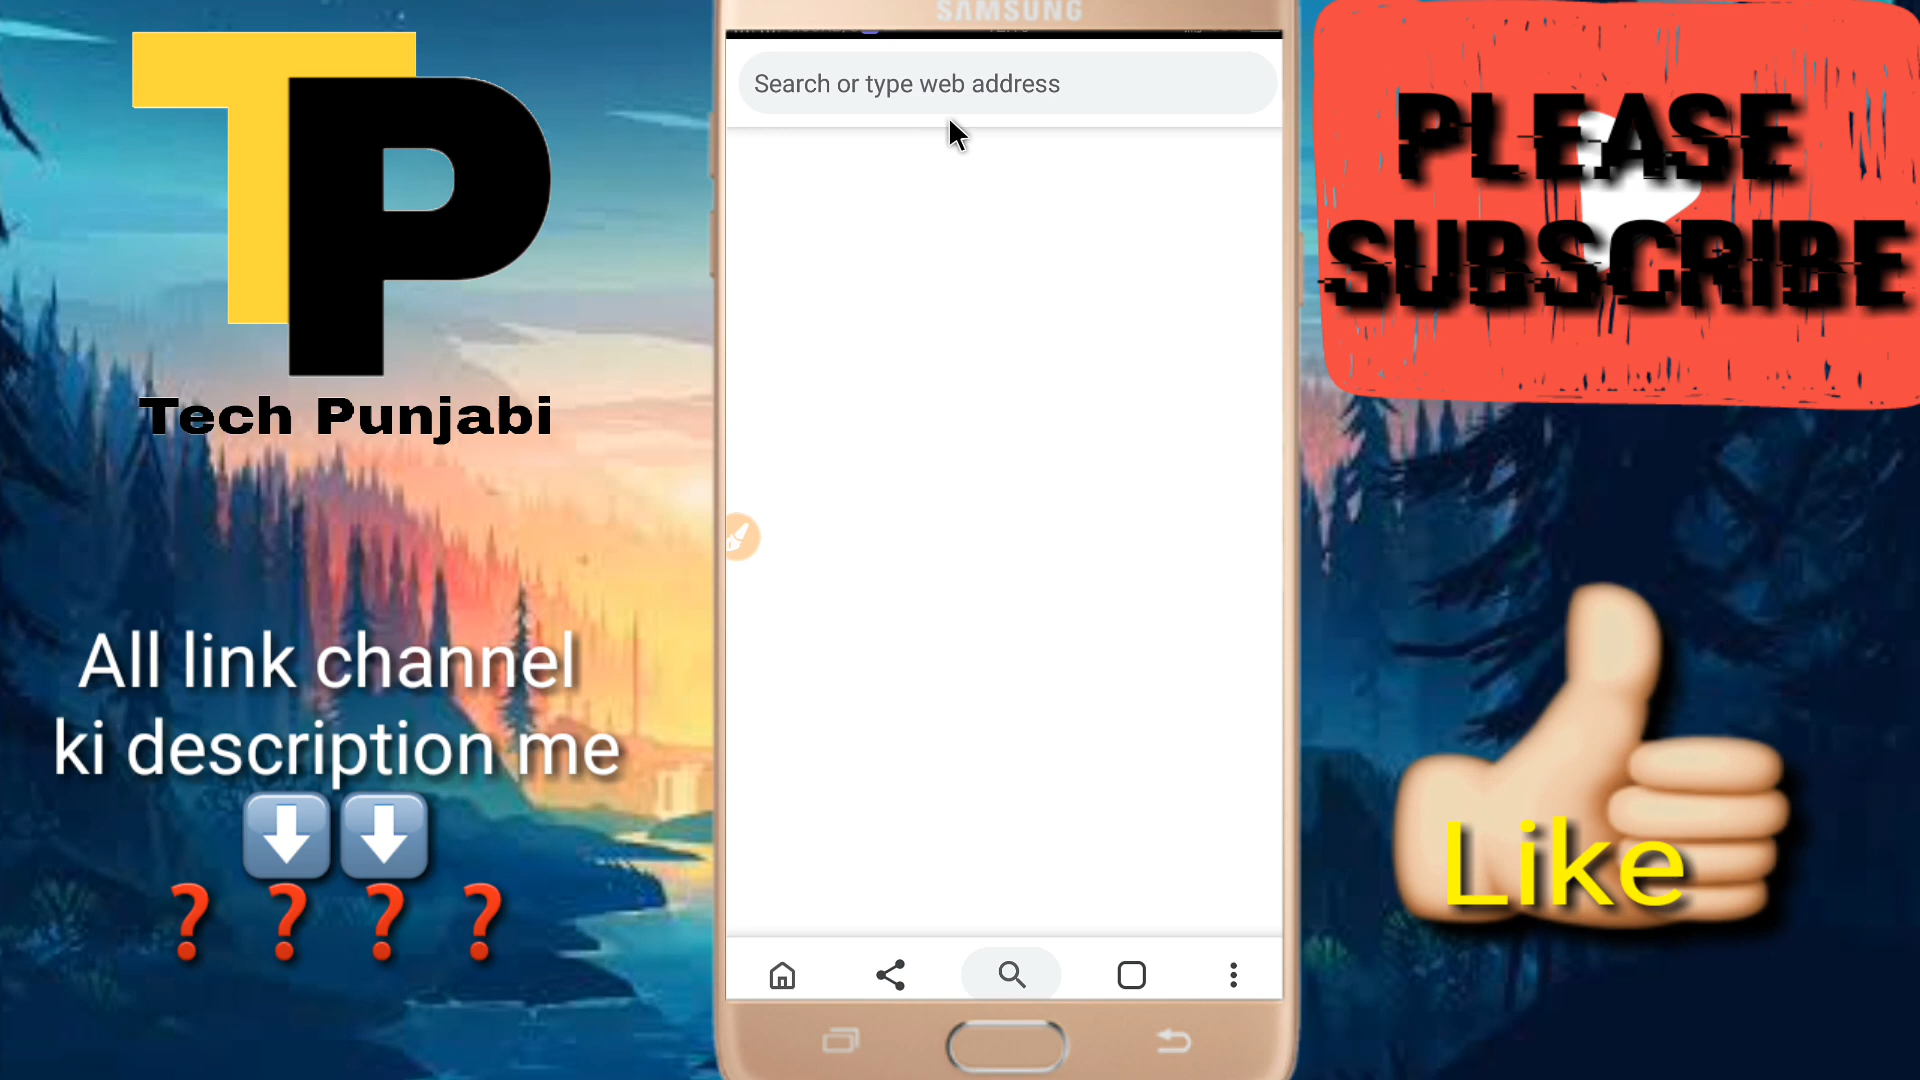 TP
Tech Punjabi
All link channel
ki description me
⬇️⬇️
❓❓❓❓
SAMSUNG
Search or type web address
PLEASE
SUBSCRIBE
Like